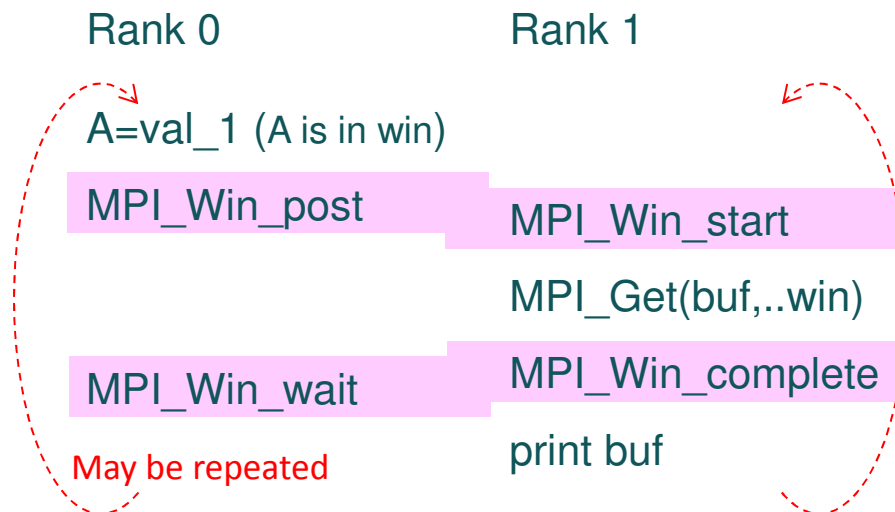 Rank 0
Rank 1
A=val_1 (A is in win)
MPI_Win_post
MPI_Win_start
MPI_Get(buf,..win)
MPI_Win_wait
MPI_Win_complete
May be repeated
print buf